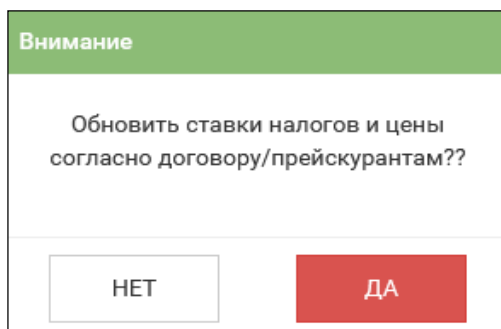 Внимание
Обновить ставки налогов и цены
согласно договору/прейскурантам??
НЕТ
ДА